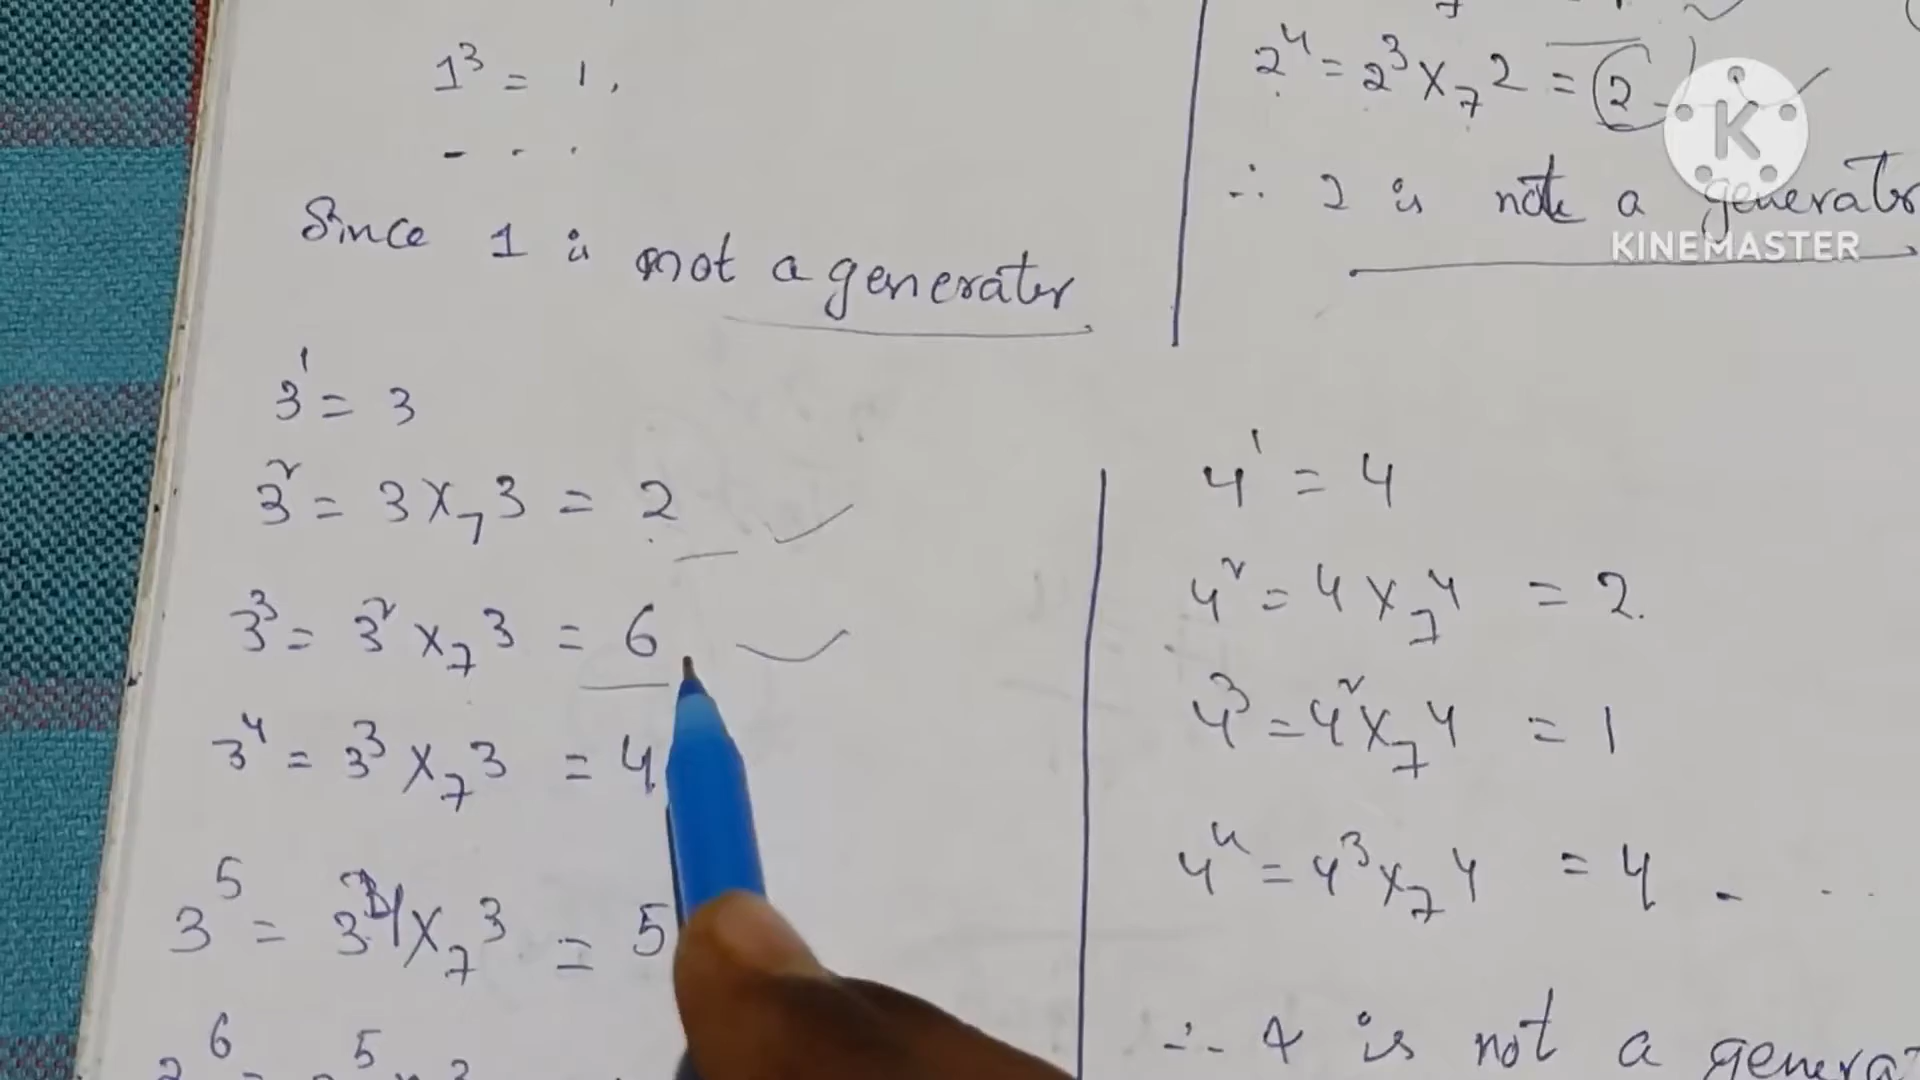 1³ = 1.
- - -
Since 1 is not a generater
2⁴ = 2³ ×₇ 2 = 2
∴ 2 is not a generator
KINEMASTER
3¹ = 3
3² = 3 ×₇ 3 = 2
3³ = 3² ×₇ 3 = 6
3⁴ = 3³ ×₇ 3 = 4
3⁵ = 3⁴ ×₇ 3 = 5
4¹ = 4
4² = 4 ×₇ 4 = 2.
4³ = 4² ×₇ 4 = 1
4⁴ = 4³ ×₇ 4 = 4 - - -
∴ 4 is not a